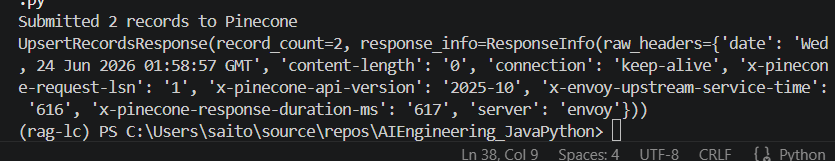 .py
Submitted 2 records to Pinecone
UpsertRecordsResponse(record_count=2, response_info=ResponseInfo(raw_headers={'date': 'Wed
, 24 Jun 2026 01:58:57 GMT', 'content-length': '0', 'connection': 'keep-alive', 'x-pinecon
e-request-lsn': '1', 'x-pinecone-api-version': '2025-10', 'x-envoy-upstream-service-time':
 '616', 'x-pinecone-response-duration-ms': '617', 'server': 'envoy'}))
(rag-lc) PS C:\Users\saito\source\repos\AIEngineering_JavaPython>
Ln 38, Col 9 Spaces: 4 UTF-8 CRLF {} Python